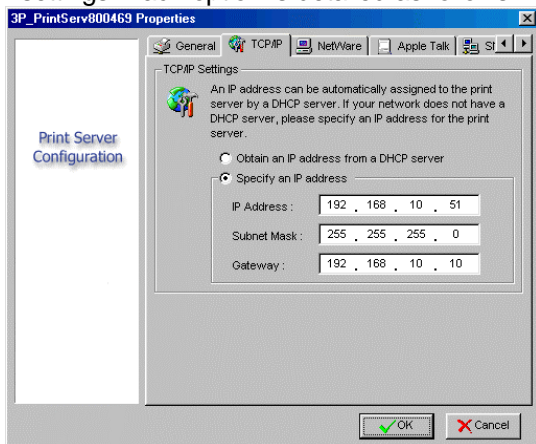 3P_PrintServ800469 Properties
General TCP/IP NetWare Apple Talk
TCP/IP Settings
An IP address can be automatically assigned to the print
server by a DHCP server. If your network does not have a
DHCP server, please specify an IP address for the print
server.
Print Server
Configuration
Obtain an IP address from a DHCP server
Specify an IP address
IP Address : 192 . 168 . 10 . 51
Subnet Mask : 255 . 255 . 255 . 0
Gateway : 192 . 168 . 10 . 10
OK Cancel